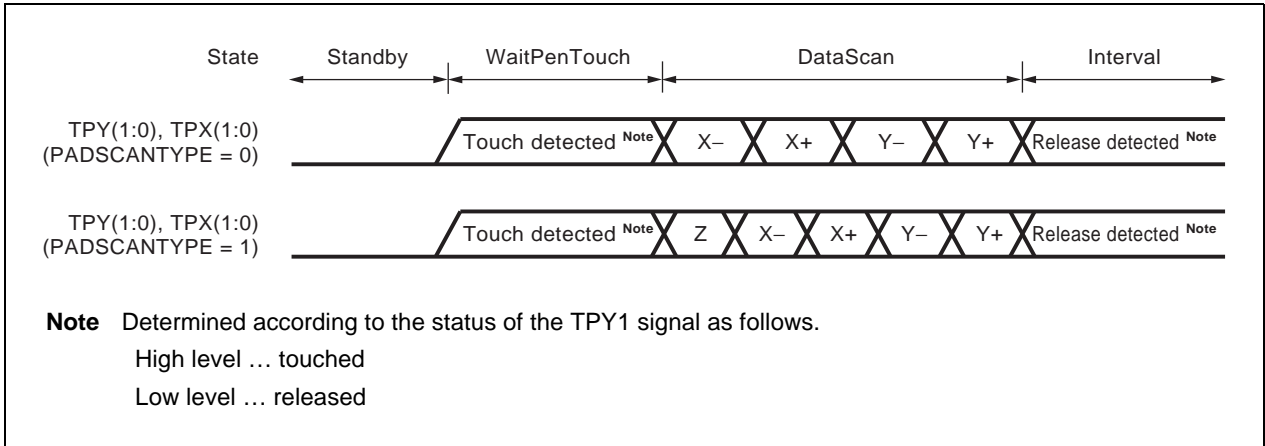 State Standby WaitPenTouch DataScan Interval
TPY(1:0), TPX(1:0)
(PADSCANTYPE = 0)
Touch detected Note X− X+ Y− Y+ Release detected Note
TPY(1:0), TPX(1:0)
(PADSCANTYPE = 1)
Touch detected Note Z X− X+ Y− Y+ Release detected Note
Note Determined according to the status of the TPY1 signal as follows.
High level … touched
Low level … released